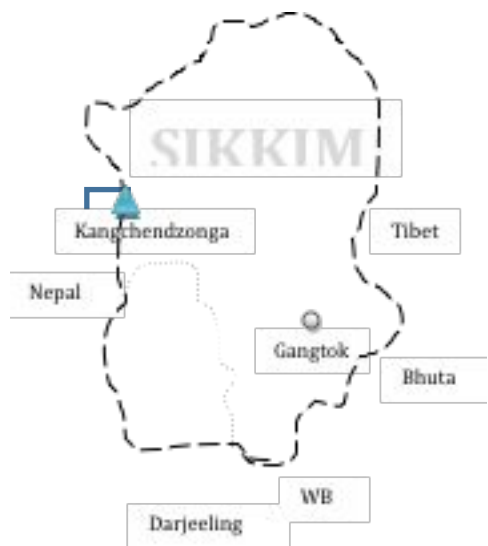 SIKKIM
Kangchendzonga
Tibet
Nepal
Gangtok
Bhuta
WB
Darjeeling